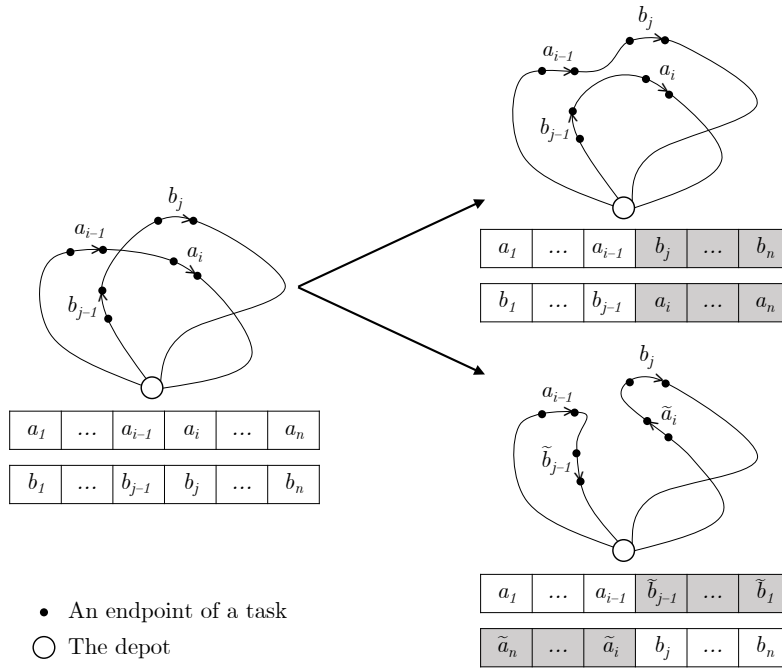 b_j
a_{i–1}
a_i
b_{j–1}
a_1 ... a_{i–1} b_j ... b_n
b_1 ... b_{j–1} a_i ... a_n
b_j
a_{i–1}
a_i
b_{j–1}
a_1 ... a_{i–1} a_i ... a_n
b_1 ... b_{j–1} b_j ... b_n
b_j
a_{i–1}
ã_i
b̃_{j–1}
a_1 ... a_{i–1} b̃_{j–1} ... b̃_1
ã_n ... ã_i b_j ... b_n
An endpoint of a task
The depot